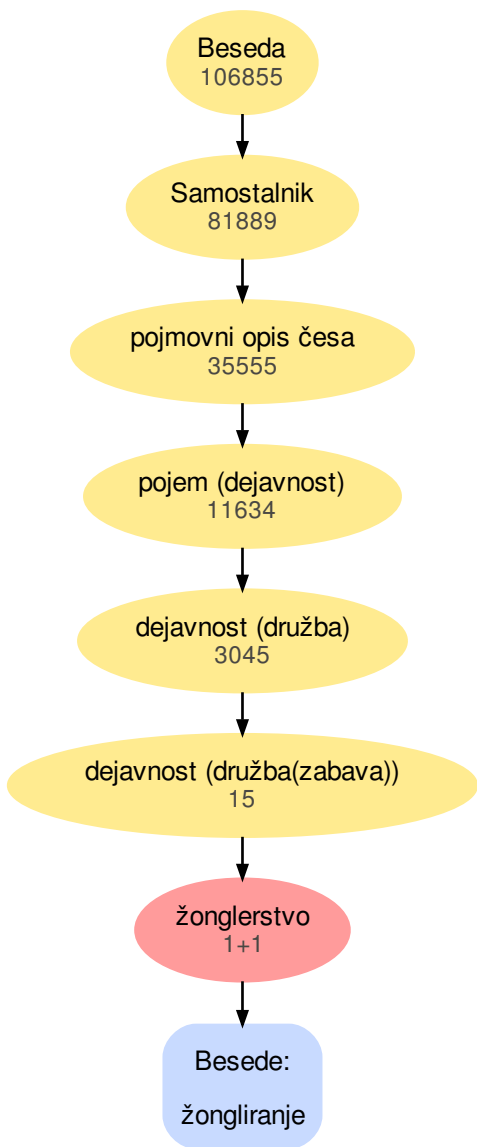 Beseda
106855
Samostalnik
81889
pojmovni opis česa
35555
pojem (dejavnost)
11634
dejavnost (družba)
3045
dejavnost (družba(zabava))
15
žonglerstvo
1+1
Besede:
žongliranje